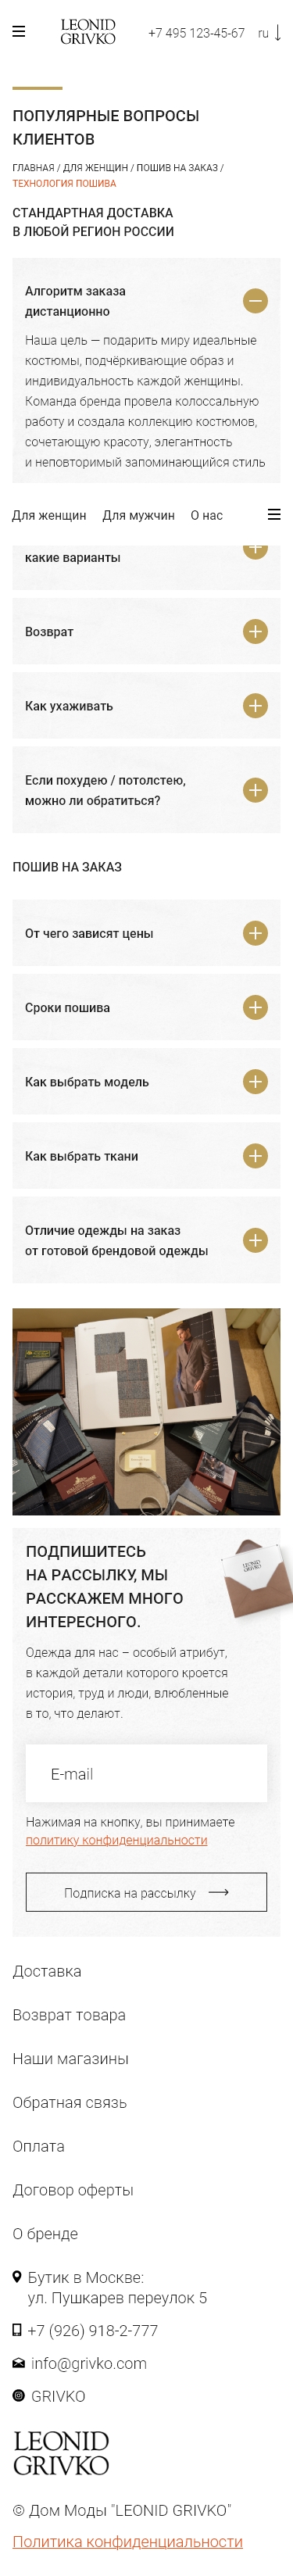 LEONID
GRIVKO
+7 495 123-45-67 ru
ПОПУЛЯРНЫЕ ВОПРОСЫ
КЛИЕНТОВ
ГЛАВНАЯ / ДЛЯ ЖЕНЩИН / ПОШИВ НА ЗАКАЗ /
ТЕХНОЛОГИЯ ПОШИВА
СТАНДАРТНАЯ ДОСТАВКА
В ЛЮБОЙ РЕГИОН РОССИИ
Алгоритм заказа
дистанционно
Наша цель — подарить миру идеальные
костюмы, подчёркивающие образ и
индивидуальность каждой женщины.
Команда бренда провела колоссальную
работу и создала коллекцию костюмов,
сочетающую красоту, элегантность
и неповторимый запоминающийся стиль
Для женщин Для мужчин О нас
какие варианты
Возврат
Как ухаживать
Если похудею / потолстею,
можно ли обратиться?
ПОШИВ НА ЗАКАЗ
От чего зависят цены
Сроки пошива
Как выбрать модель
Как выбрать ткани
Отличие одежды на заказ
от готовой брендовой одежды
ПОДПИШИТЕСЬ
НА РАССЫЛКУ, МЫ
РАССКАЖЕМ МНОГО
ИНТЕРЕСНОГО.
LEONID
GRIVKO
Одежда для нас – особый атрибут,
в каждой детали которого кроется
история, труд и люди, влюбленные
в то, что делают.
E-mail
Нажимая на кнопку, вы принимаете
политику конфиденциальности
Подписка на рассылку
Доставка
Возврат товара
Наши магазины
Обратная связь
Оплата
Договор оферты
О бренде
Бутик в Москве:
ул. Пушкарев переулок 5
+7 (926) 918-2-777
info@grivko.com
GRIVKO
LEONID
GRIVKO
© Дом Моды "LEONID GRIVKO"
Политика конфиденциальности